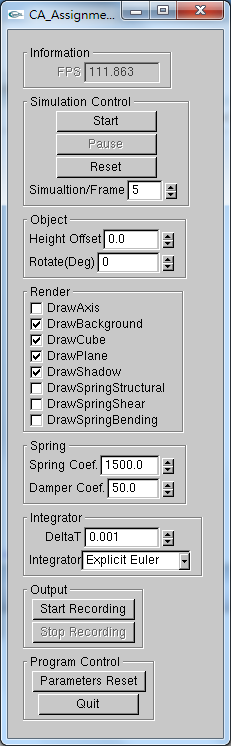 CA_Assignme...
Information
FPS 111.863
Simulation Control
Start
Pause
Reset
Simualtion/Frame 5
Object
Height Offset 0.0
Rotate(Deg) 0
Render
DrawAxis
DrawBackground
DrawCube
DrawPlane
DrawShadow
DrawSpringStructural
DrawSpringShear
DrawSpringBending
Spring
Spring Coef. 1500.0
Damper Coef. 50.0
Integrator
DeltaT 0.001
Integrator Explicit Euler
Output
Start Recording
Stop Recording
Program Control
Parameters Reset
Quit